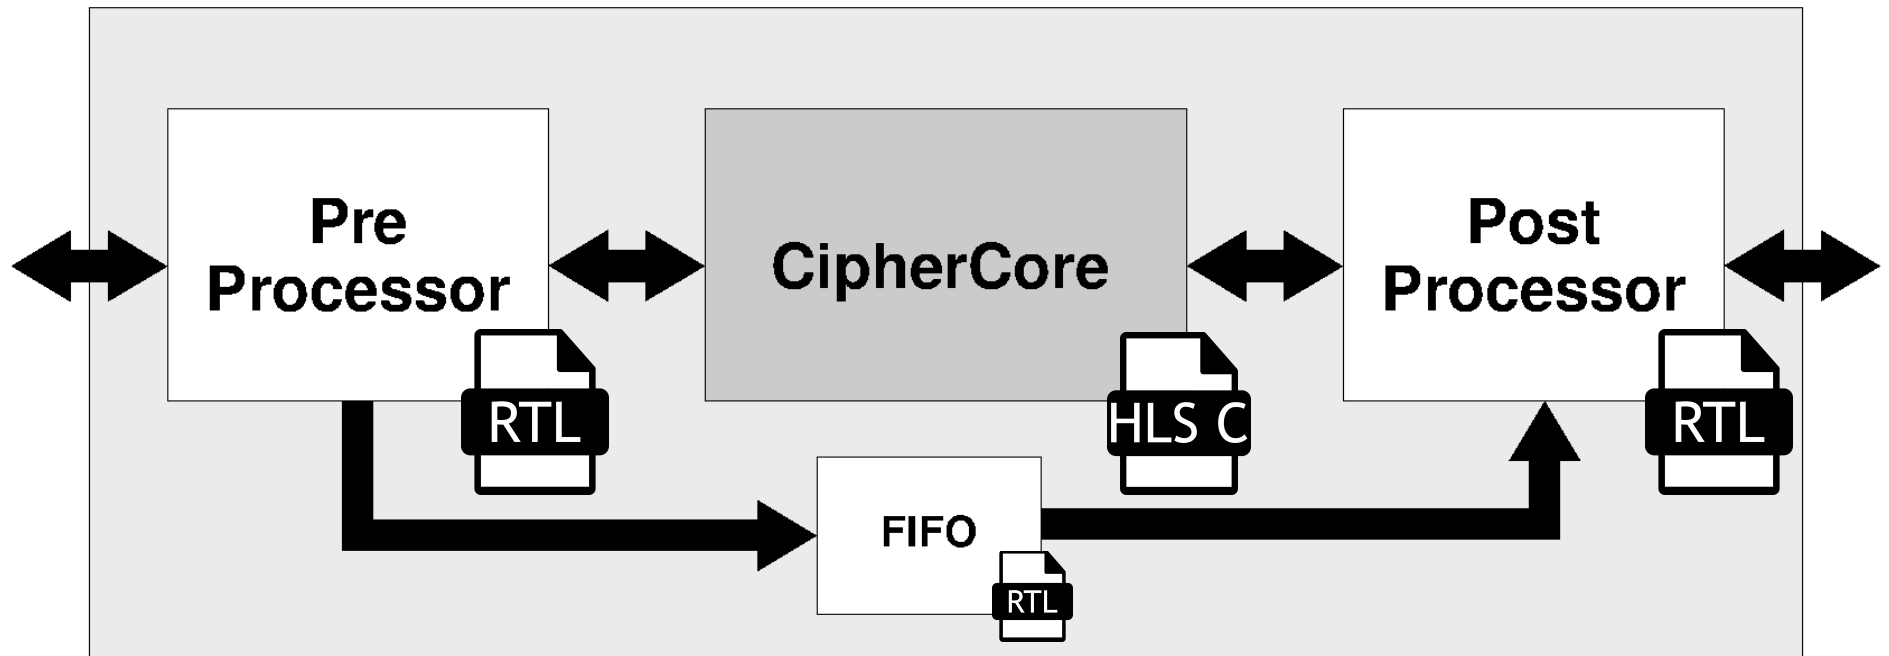 Pre
Processor
RTL
CipherCore
HLS C
Post
Processor
RTL
FIFO
RTL